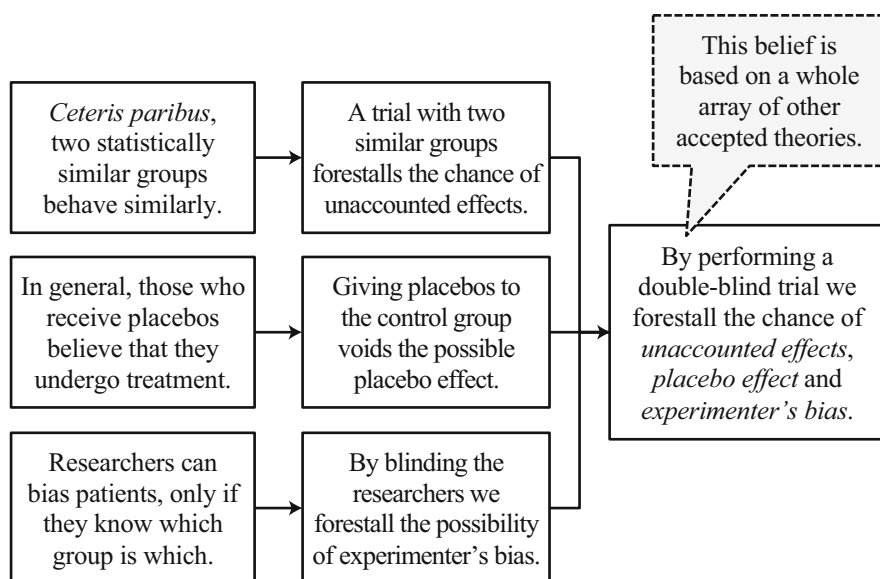 This belief is
based on a whole
array of other
accepted theories.
Ceteris paribus,
two statistically
similar groups
behave similarly.
A trial with two
similar groups
forestalls the chance of
unaccounted effects.
In general, those who
receive placebos
believe that they
undergo treatment.
Giving placebos to
the control group
voids the possible
placebo effect.
By performing a
double-blind trial we
forestall the chance of
unaccounted effects,
placebo effect and
experimenter’s bias.
Researchers can
bias patients, only if
they know which
group is which.
By blinding the
researchers we
forestall the possibility
of experimenter’s bias.